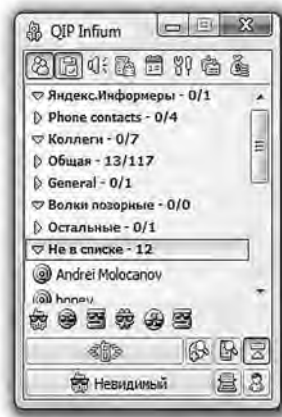 QIP Infium
Яндекс.Информеры - 0/1
Phone contacts - 0/4
Коллеги - 0/7
Общая - 13/117
General - 0/1
Волки позорные - 0/0
Остальные - 0/1
Не в списке - 12
Andrei Molocanov
honey
Невидимый